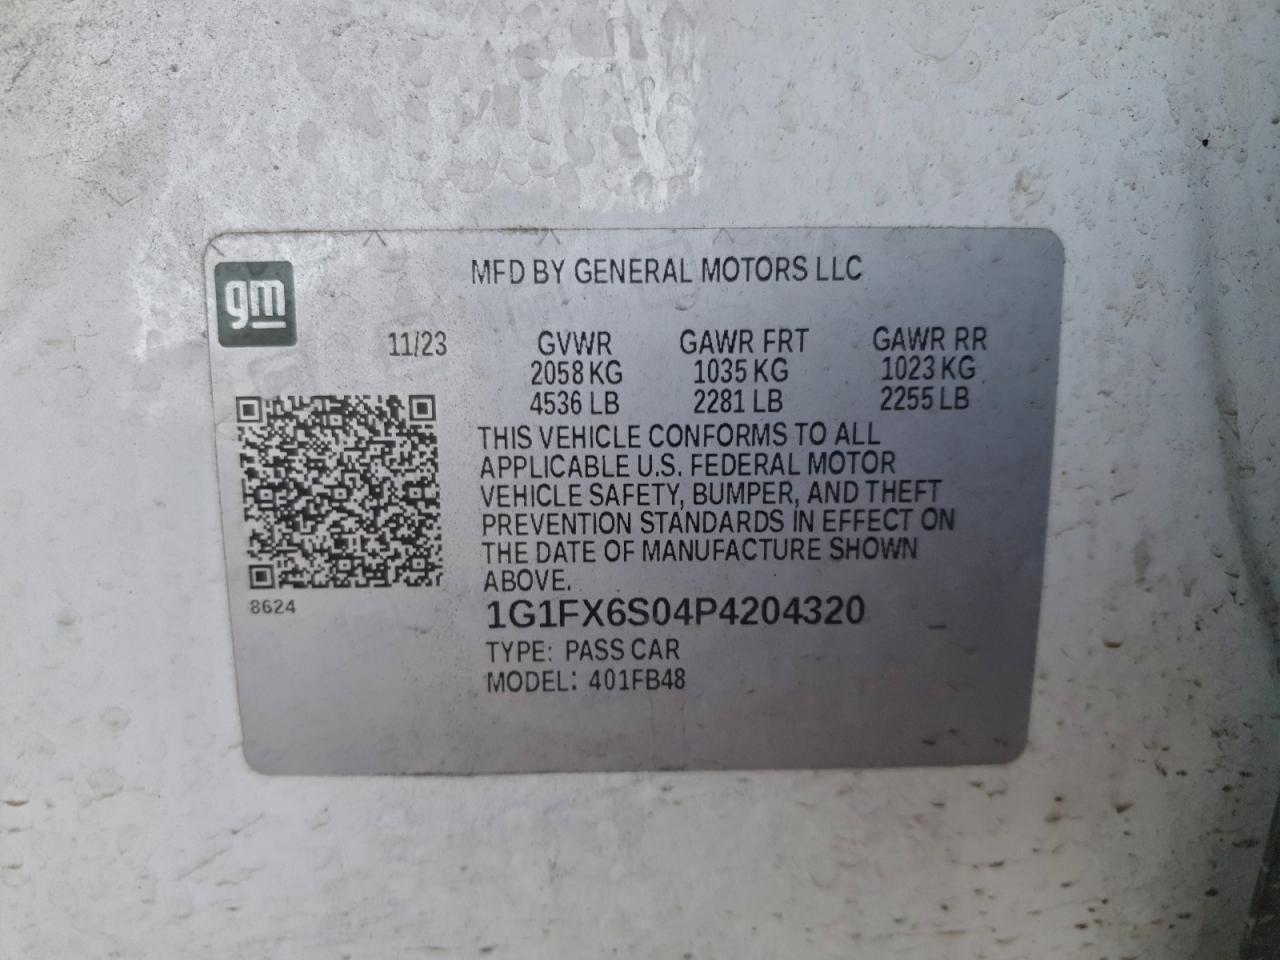 MFD BY GENERAL MOTORS LLC
gm
11/23
GVWR GAWR FRT GAWR RR
2058 KG 1035 KG 1023 KG
4536 LB 2281 LB 2255 LB
THIS VEHICLE CONFORMS TO ALL
APPLICABLE U.S. FEDERAL MOTOR
VEHICLE SAFETY, BUMPER, AND THEFT
PREVENTION STANDARDS IN EFFECT ON
THE DATE OF MANUFACTURE SHOWN
ABOVE.
8624
1G1FX6S04P4204320
TYPE: PASS CAR
MODEL: 401FB48